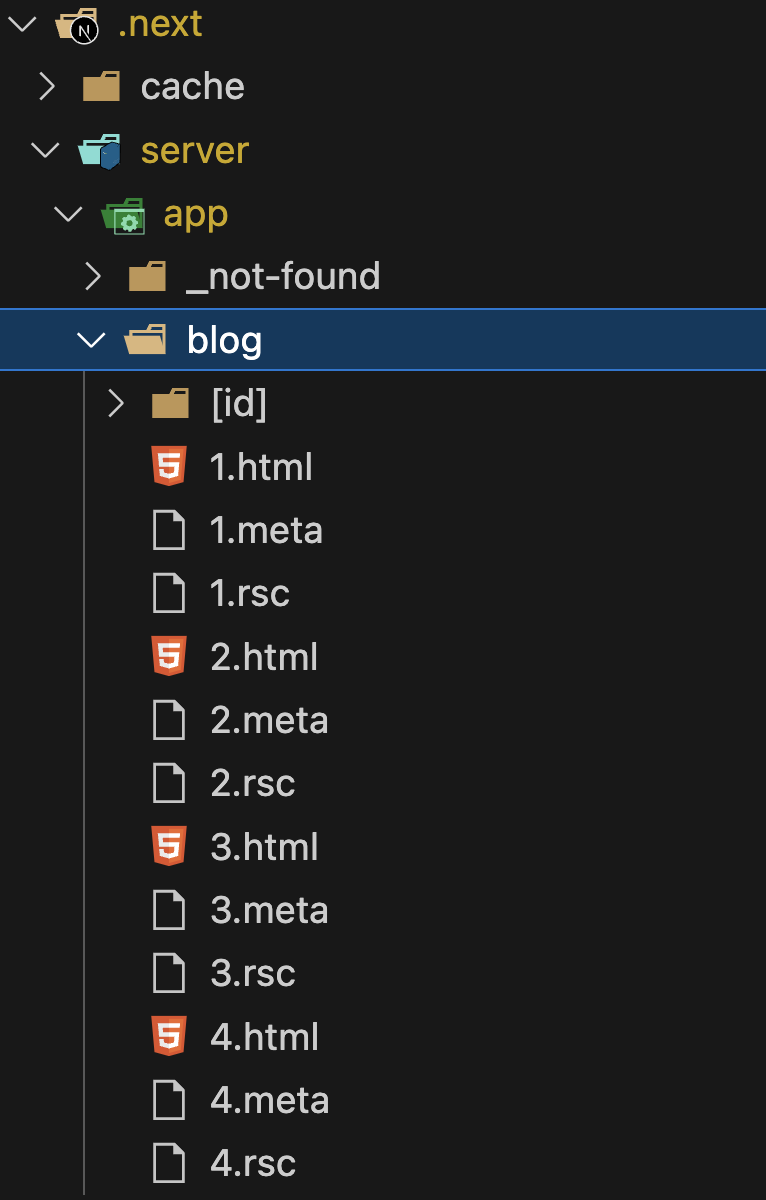 .next
cache
server
app
_not-found
blog
[id]
1.html
1.meta
1.rsc
2.html
2.meta
2.rsc
3.html
3.meta
3.rsc
4.html
4.meta
4.rsc